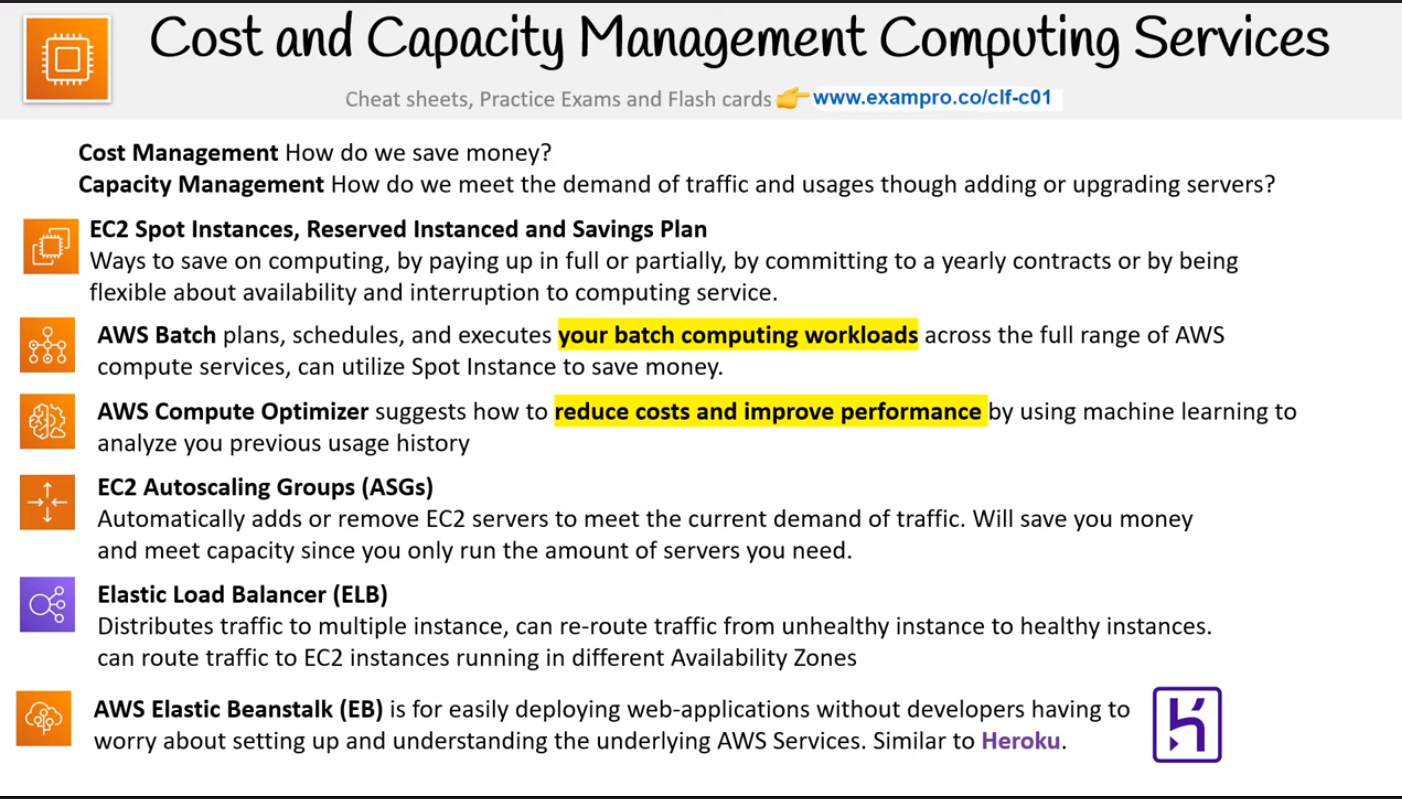 Cost and Capacity Management Computing Services
Cheat sheets, Practice Exams and Flash cards 👉 www.exampro.co/clf-c01
Cost Management How do we save money?
Capacity Management How do we meet the demand of traffic and usages though adding or upgrading servers?
EC2 Spot Instances, Reserved Instanced and Savings Plan
Ways to save on computing, by paying up in full or partially, by committing to a yearly contracts or by being
flexible about availability and interruption to computing service.
AWS Batch plans, schedules, and executes your batch computing workloads across the full range of AWS
compute services, can utilize Spot Instance to save money.
AWS Compute Optimizer suggests how to reduce costs and improve performance by using machine learning to
analyze you previous usage history
EC2 Autoscaling Groups (ASGs)
Automatically adds or remove EC2 servers to meet the current demand of traffic. Will save you money
and meet capacity since you only run the amount of servers you need.
Elastic Load Balancer (ELB)
Distributes traffic to multiple instance, can re-route traffic from unhealthy instance to healthy instances.
can route traffic to EC2 instances running in different Availability Zones
AWS Elastic Beanstalk (EB) is for easily deploying web-applications without developers having to
worry about setting up and understanding the underlying AWS Services. Similar to Heroku.